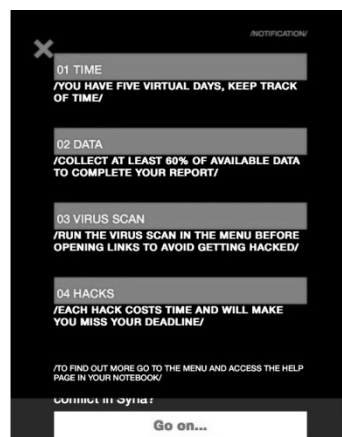 /NOTIFICATION/
01 TIME
/YOU HAVE FIVE VIRTUAL DAYS, KEEP TRACK
OF TIME/
02 DATA
/COLLECT AT LEAST 60% OF AVAILABLE DATA
TO COMPLETE YOUR REPORT/
03 VIRUS SCAN
/RUN THE VIRUS SCAN IN THE MENU BEFORE
OPENING LINKS TO AVOID GETTING HACKED/
04 HACKS
/EACH HACK COSTS TIME AND WILL MAKE
YOU MISS YOUR DEADLINE/
/TO FIND OUT MORE GO TO THE MENU AND ACCESS THE HELP
PAGE IN YOUR NOTEBOOK/
conflict in Syria?
Go on...